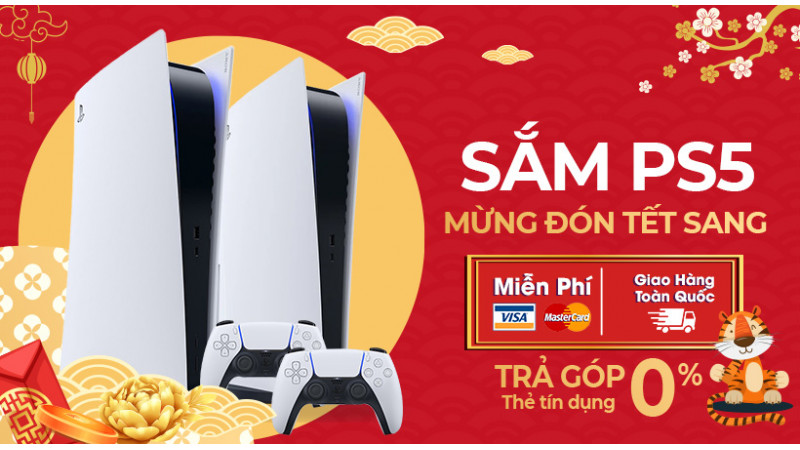 SẮM PS5
MỪNG ĐÓN TẾT SANG
Miễn Phí
VISA MasterCard
Giao Hàng
Toàn Quốc
TRẢ GÓP 0%
Thẻ tín dụng